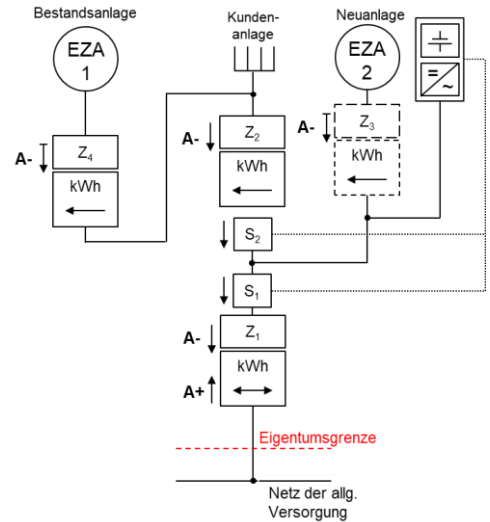 Bestandsanlage
Kunden-
anlage
Neuanlage
EZA
1
EZA
2
=
~
A-
Z4
kWh
A-
Z2
kWh
A-
Z3
kWh
S2
S1
A-
Z1
A+
kWh
Eigentumsgrenze
Netz der allg.
Versorgung